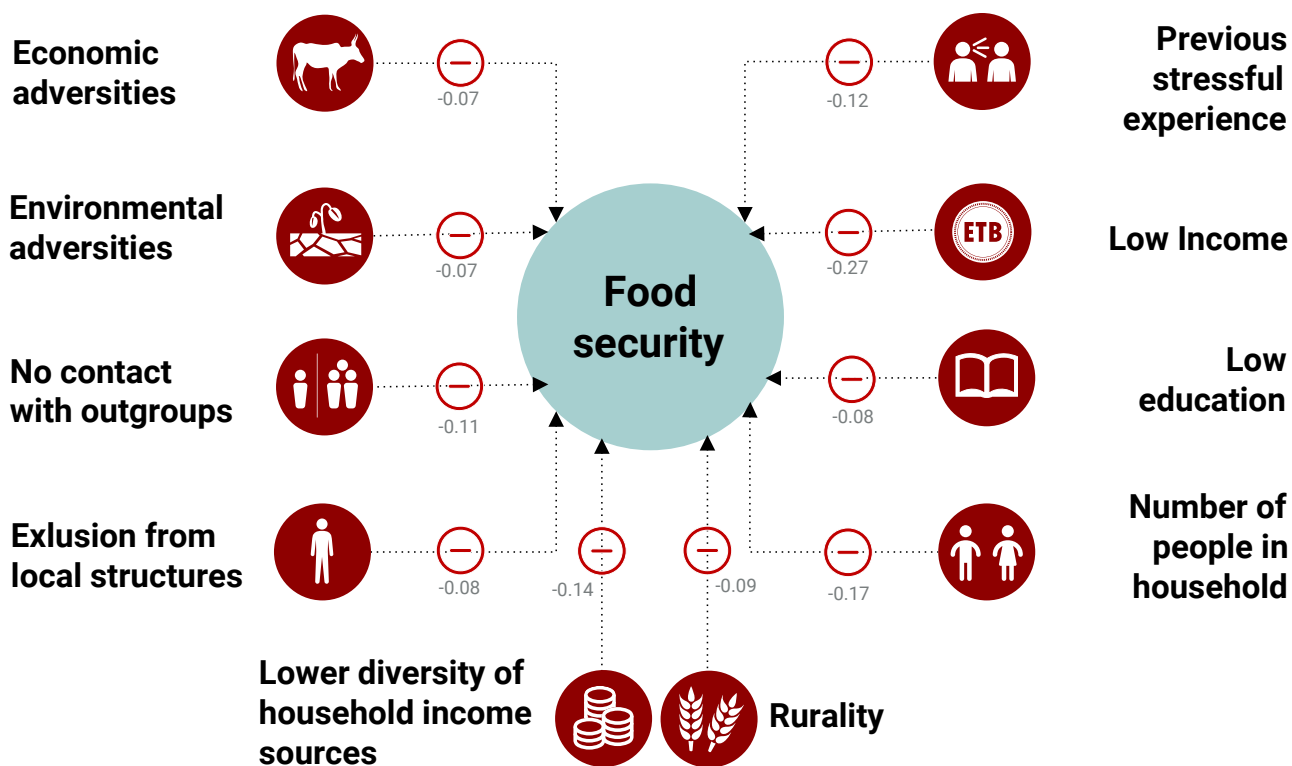 Economic
adversities
-0.07
Previous
stressful
experience
-0.12
Environmental
adversities
-0.07
ETB
Low Income
-0.27
Food
security
No contact
with outgroups
-0.11
Low
education
-0.08
Exlusion from
local structures
-0.08
-0.14
-0.09
-0.17
Number of
people in
household
Lower diversity of
household income
sources
Rurality